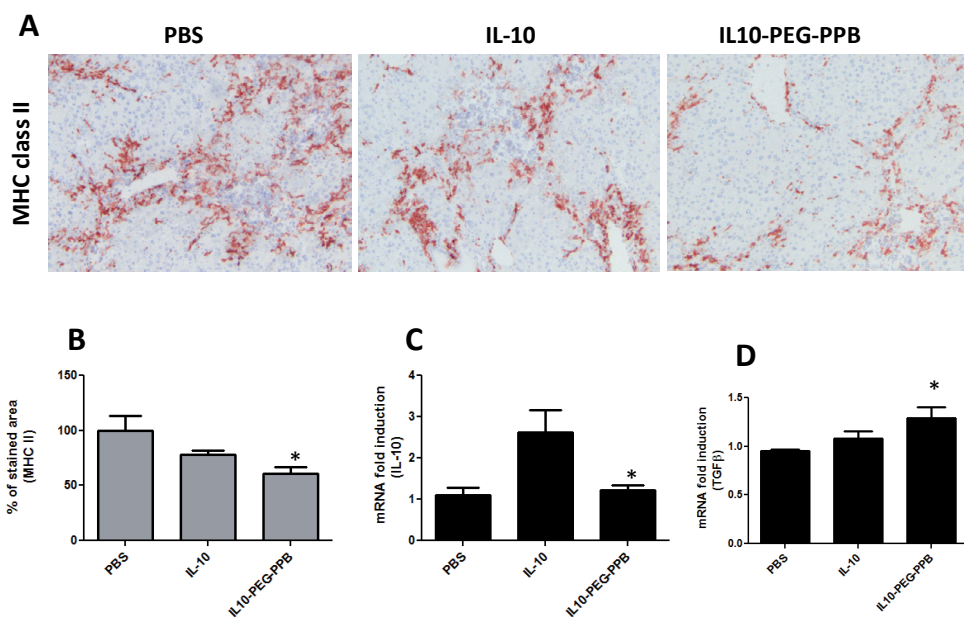 A
PBS
IL-10
IL10-PEG-PPB
MHC class II
B
% of stained area
(MHC II)
150
100
50
0
*
PBS
IL-10
IL10-PEG-PPB
C
mRNA fold induction
(IL-10)
4
3
2
1
0
*
PBS
IL-10
IL10-PEG-PPB
D
mRNA fold induction
(TGFβ)
1.5
1.0
0.5
0.0
*
PBS
IL-10
IL10-PEG-PPB